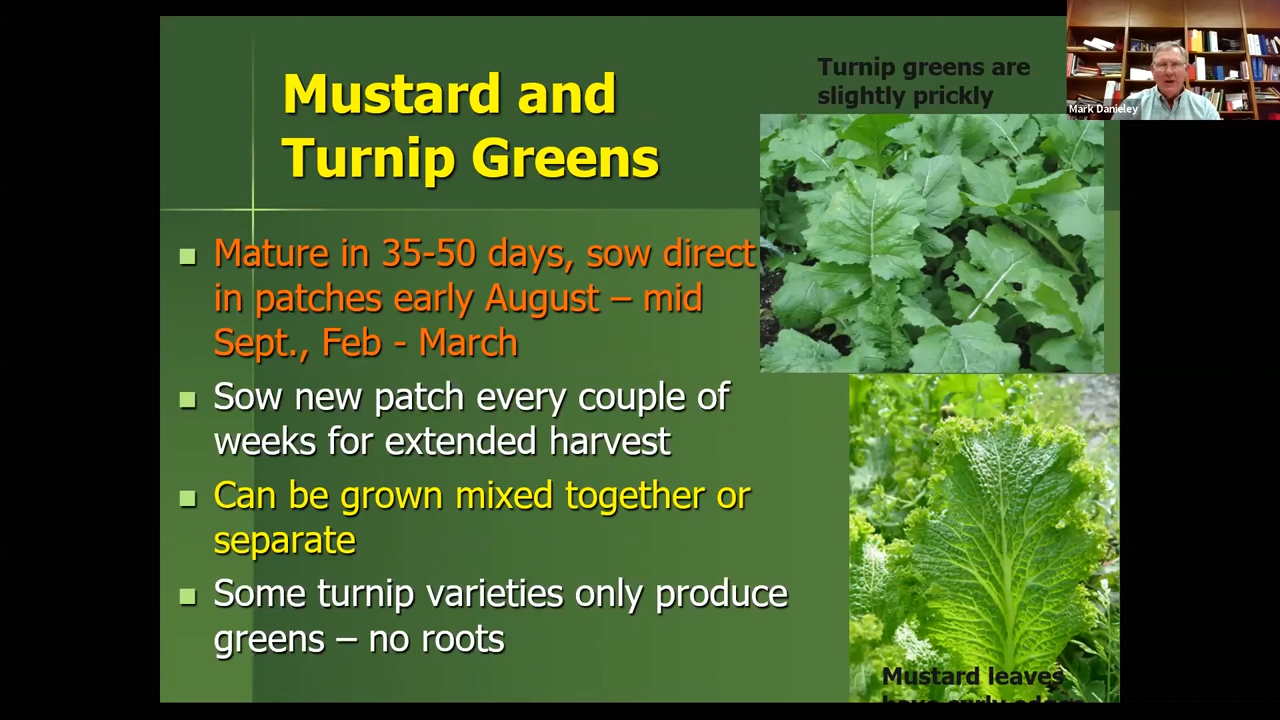 Mustard and
Turnip Greens
Turnip greens are
slightly prickly
Mark Danieley
Mature in 35-50 days, sow direct
in patches early August – mid
Sept., Feb - March
Sow new patch every couple of
weeks for extended harvest
Can be grown mixed together or
separate
Some turnip varieties only produce
greens – no roots
Mustard leaves